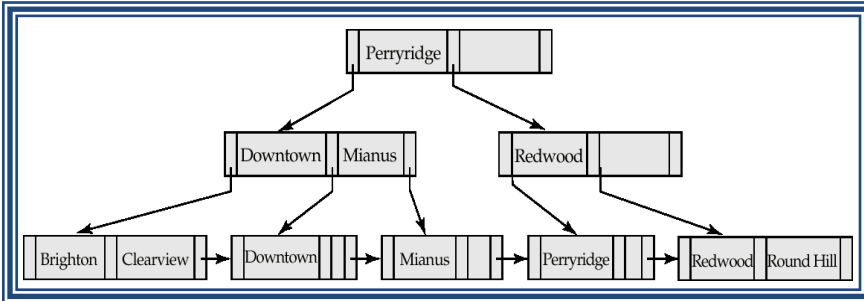 Perryridge
Downtown Mianus
Redwood
Brighton Clearview
Downtown
Mianus
Perryridge
Redwood Round Hill